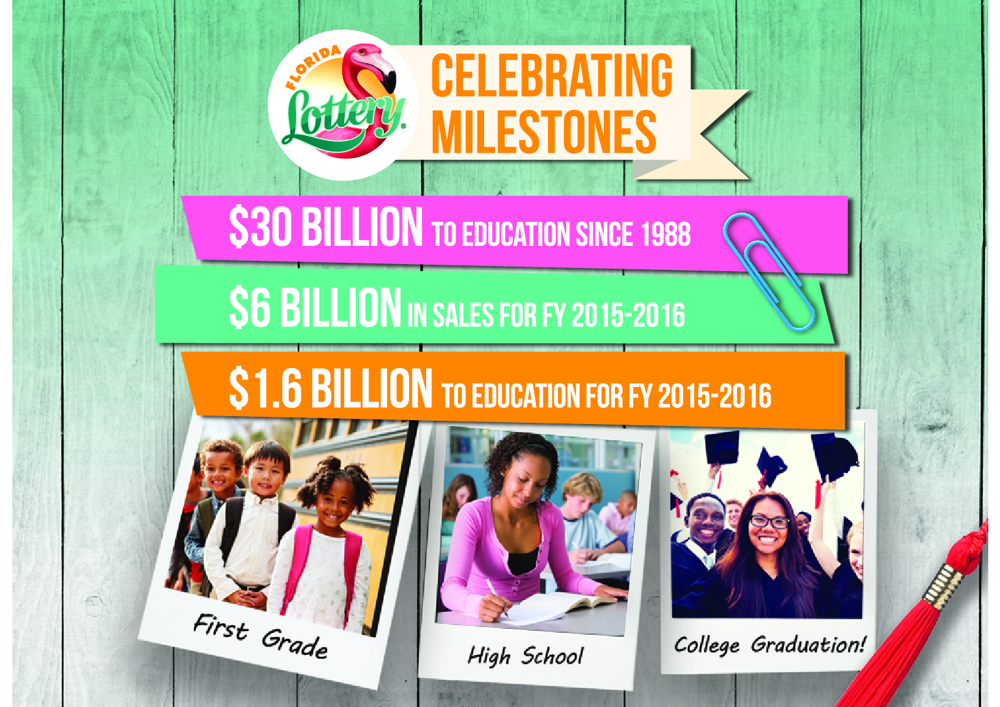 FLORIDA
Lottery®
CELEBRATING
MILESTONES
$30 BILLION TO EDUCATION SINCE 1988
$6 BILLION IN SALES FOR FY 2015-2016
$1.6 BILLION TO EDUCATION FOR FY 2015-2016
First Grade
High School
College Graduation!